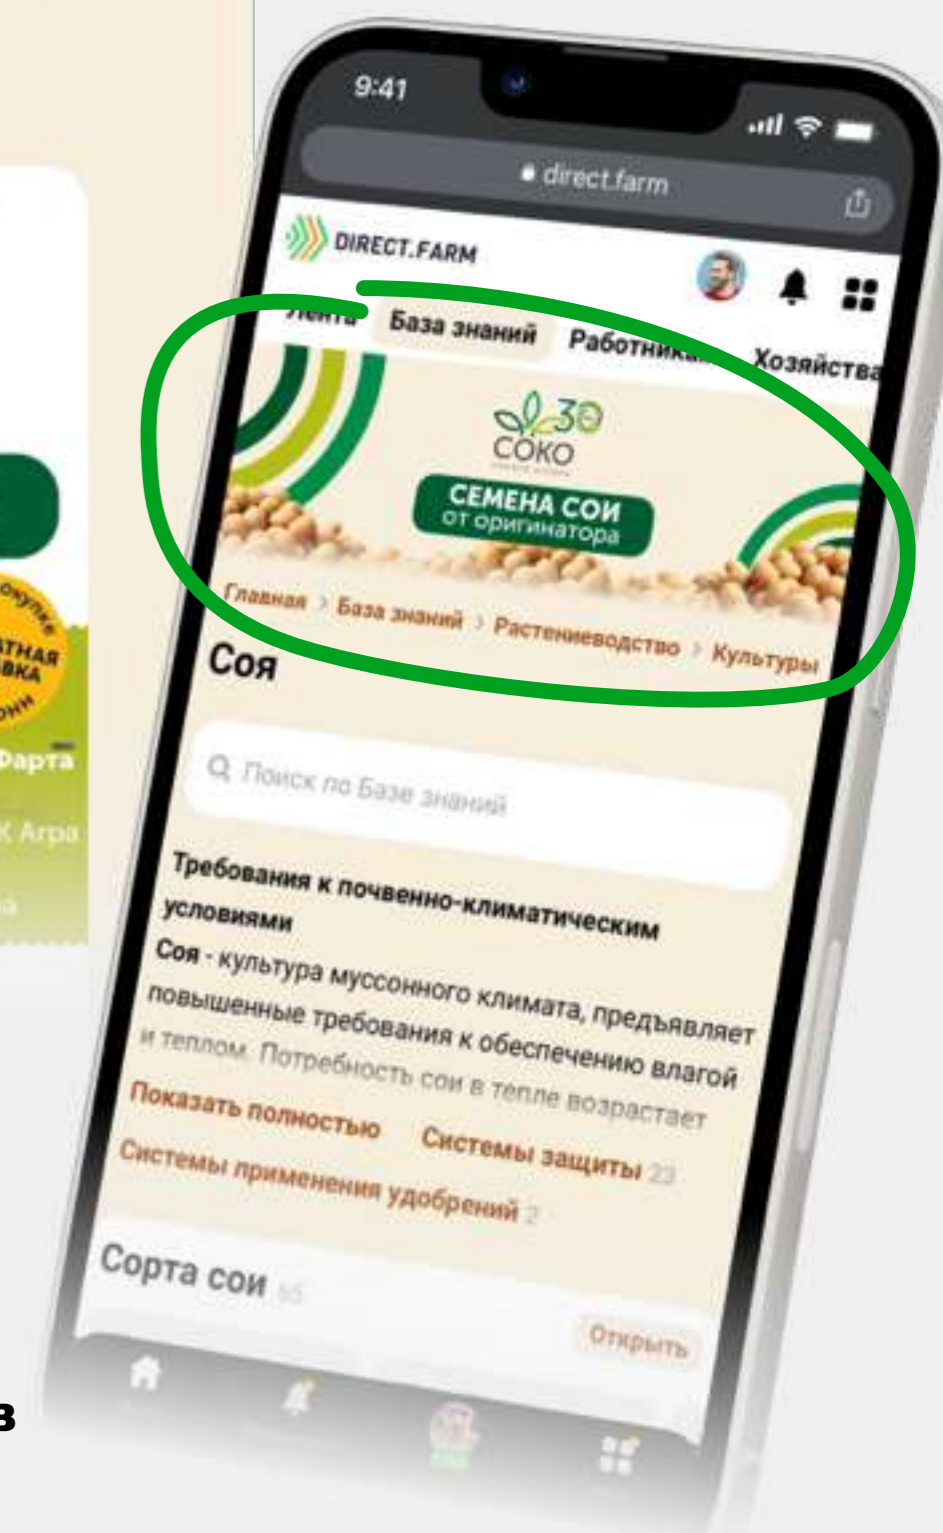 9:41
direct.farm
DIRECT.FARM
Лента База знаний Хозяйства
30
СОКО
СЕМЕНА СОИ
от оригинатора
Главная > База знаний > Растениеводство > Культуры
Соя
Поиск по Базе знаний
Требования к почвенно-климатическим
условиями
Соя - культура муссонного климата, предъявляет
повышенные требования к обеспечению влагой
и теплом. Потребность сои в тепле возрастает
Показать полностью Системы защиты 23
Системы применения удобрений 2
Сорта сои
Открыть
Фарта
К Агра
в